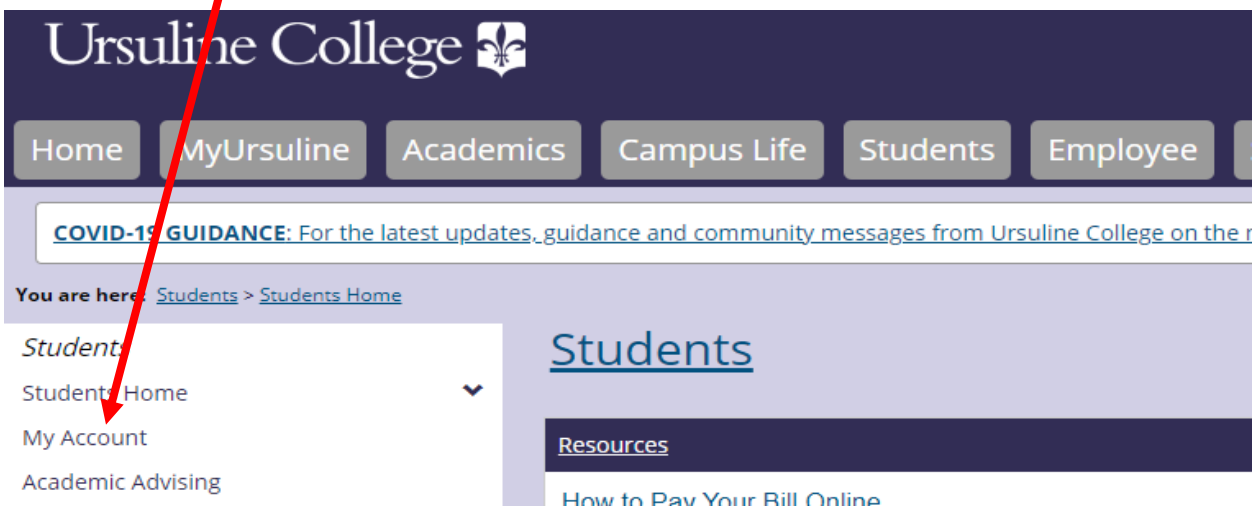 Ursuline College
Home MyUrsuline Academics Campus Life Students Employee
COVID-19 GUIDANCE: For the latest updates, guidance and community messages from Ursuline College on the
You are here: Students > Students Home
Students
Students Home
My Account
Academic Advising
Students
Resources
How to Pay Your Bill Online